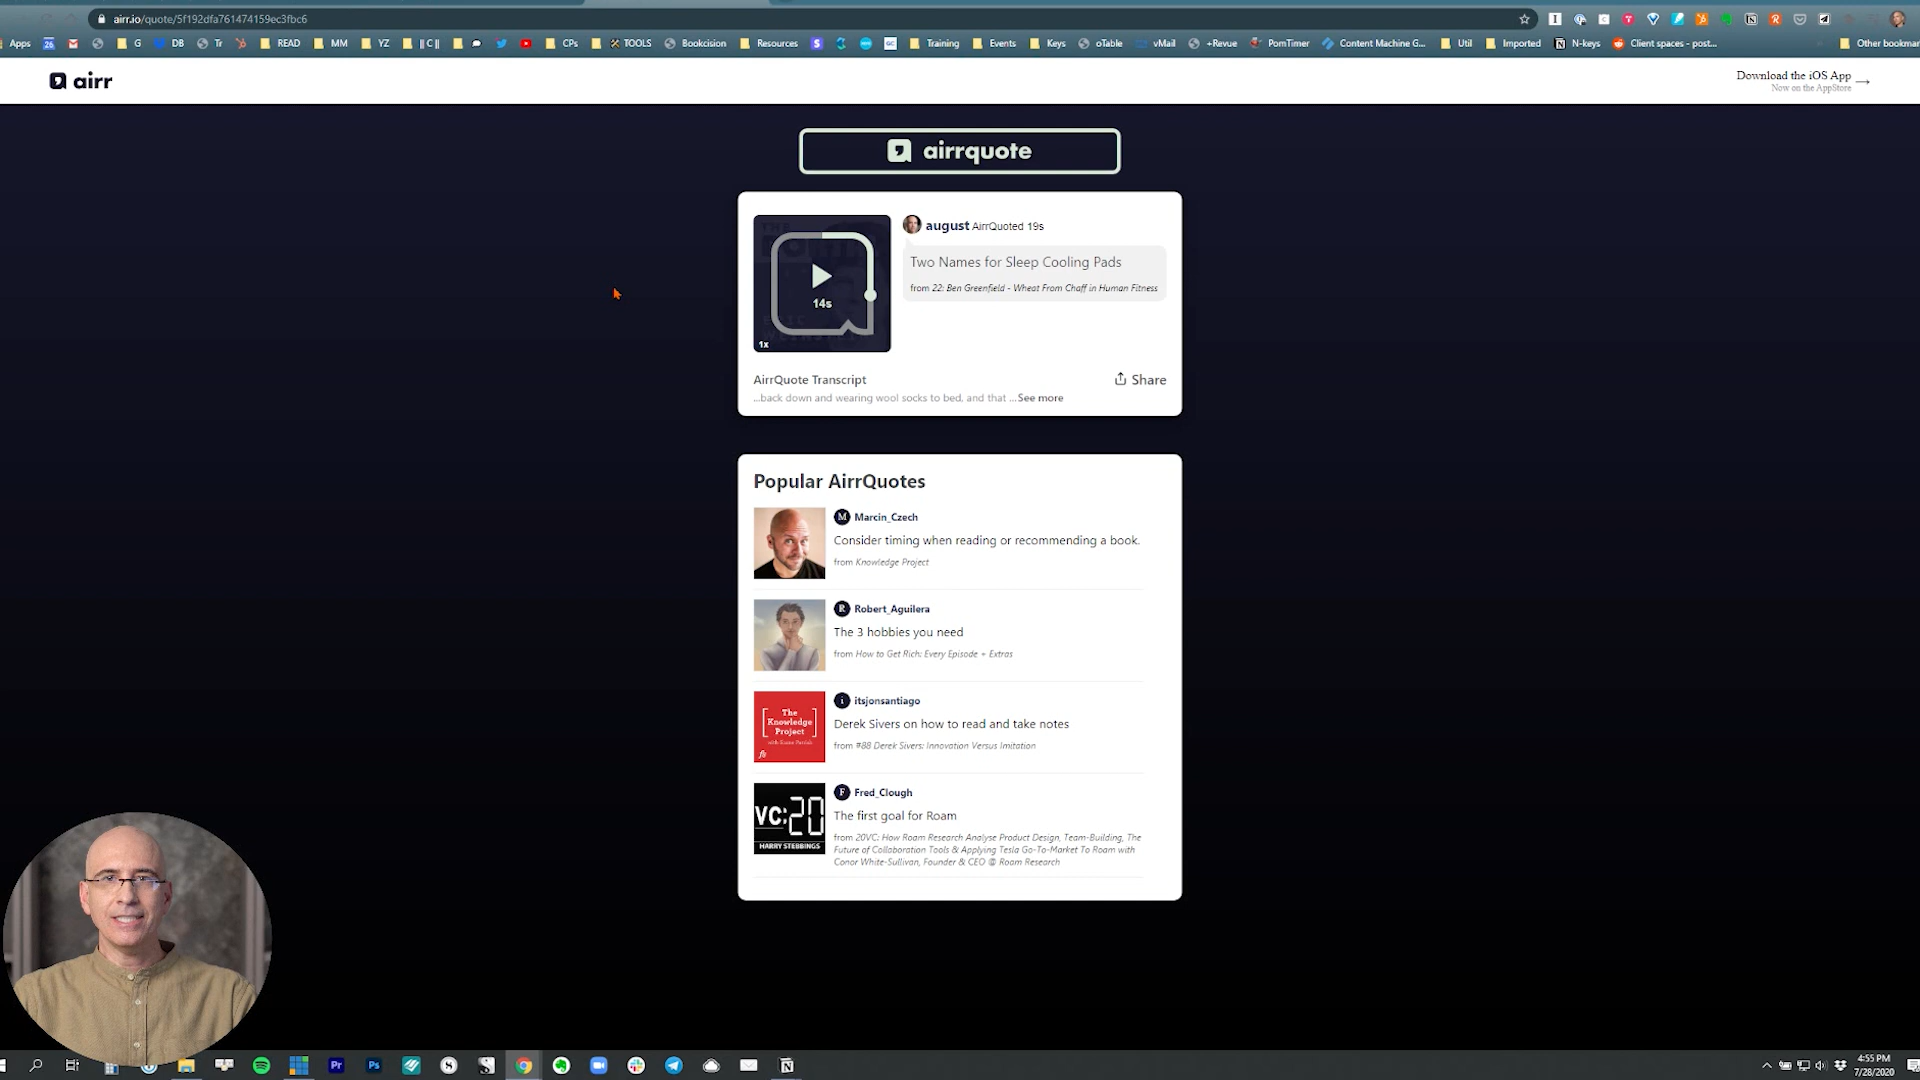 airr.io/quote/5f192dfa761474159ec3fbc6
Apps 26 G DB Tr READ MM YZ || C || CPs TOOLS Bookcision Resources Training Events Keys oTable vMail +Revue PomTimer Content Machine G... Util Imported N-keys Client spaces - post... Other bookmar
airr
Download the iOS App →
Now on the AppStore
airrquote
august AirrQuoted 19s
Two Names for Sleep Cooling Pads
from 22: Ben Greenfield - Wheat From Chaff in Human Fitness
14s
1x
AirrQuote Transcript
Share
...back down and wearing wool socks to bed, and that ...See more
Popular AirrQuotes
M Marcin_Czech
Consider timing when reading or recommending a book.
from Knowledge Project
R Robert_Aguilera
The 3 hobbies you need
from How to Get Rich: Every Episode + Extras
The
Knowledge
Project
fs
i itsjonsantiago
Derek Sivers on how to read and take notes
from #88 Derek Sivers: Innovation Versus Imitation
VC:20
HARRY STEBBINGS
F Fred_Clough
The first goal for Roam
from 20VC: How Roam Research Analyse Product Design, Team-Building, The
Future of Collaboration Tools & Applying Tesla Go-To-Market To Roam with
Conor White-Sullivan, Founder & CEO @ Roam Research
Pr Ps
4:55 PM
7/28/2020